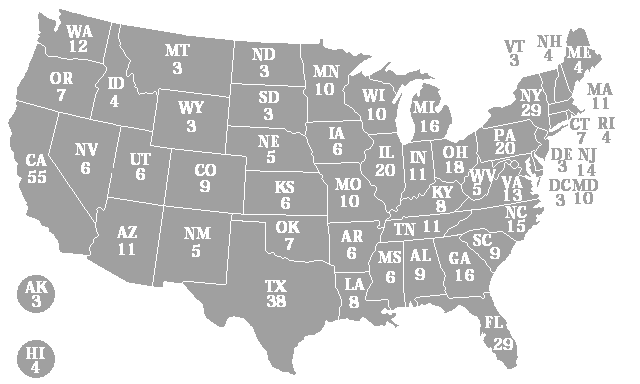 WA
12
MT
3
ND
3
MN
10
VT
3
NH
4
ME
4
OR
7
ID
4
WY
3
SD
3
WI
10
MI
16
NY
29
MA
11
CT
7
RI
4
CA
55
NV
6
UT
6
CO
9
NE
5
IA
6
IL
20
IN
11
OH
18
PA
20
WV
5
VA
13
DE
3
NJ
14
DC
3
MD
10
KS
6
MO
10
KY
8
NC
15
AZ
11
NM
5
OK
7
AR
6
TN 11
SC
9
MS
6
AL
9
GA
16
TX
38
LA
8
FL
29
AK
3
HI
4